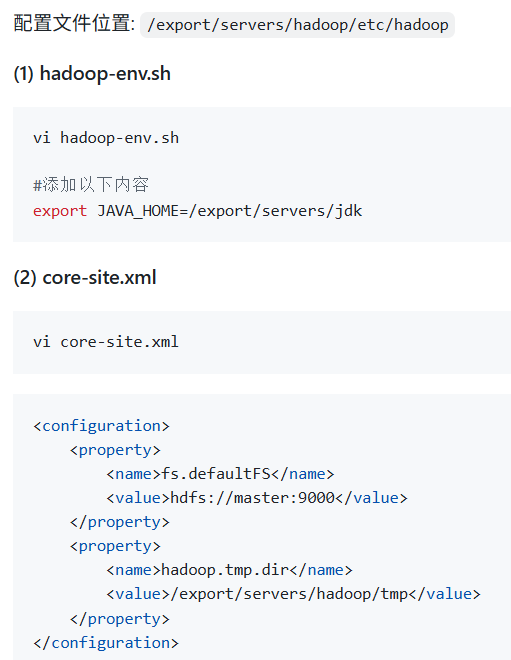 配置文件位置: /export/servers/hadoop/etc/hadoop
(1) hadoop-env.sh
vi hadoop-env.sh
#添加以下内容
export JAVA_HOME=/export/servers/jdk
(2) core-site.xml
vi core-site.xml
<configuration>
    <property>
        <name>fs.defaultFS</name>
        <value>hdfs://master:9000</value>
    </property>
    <property>
        <name>hadoop.tmp.dir</name>
        <value>/export/servers/hadoop/tmp</value>
    </property>
</configuration>